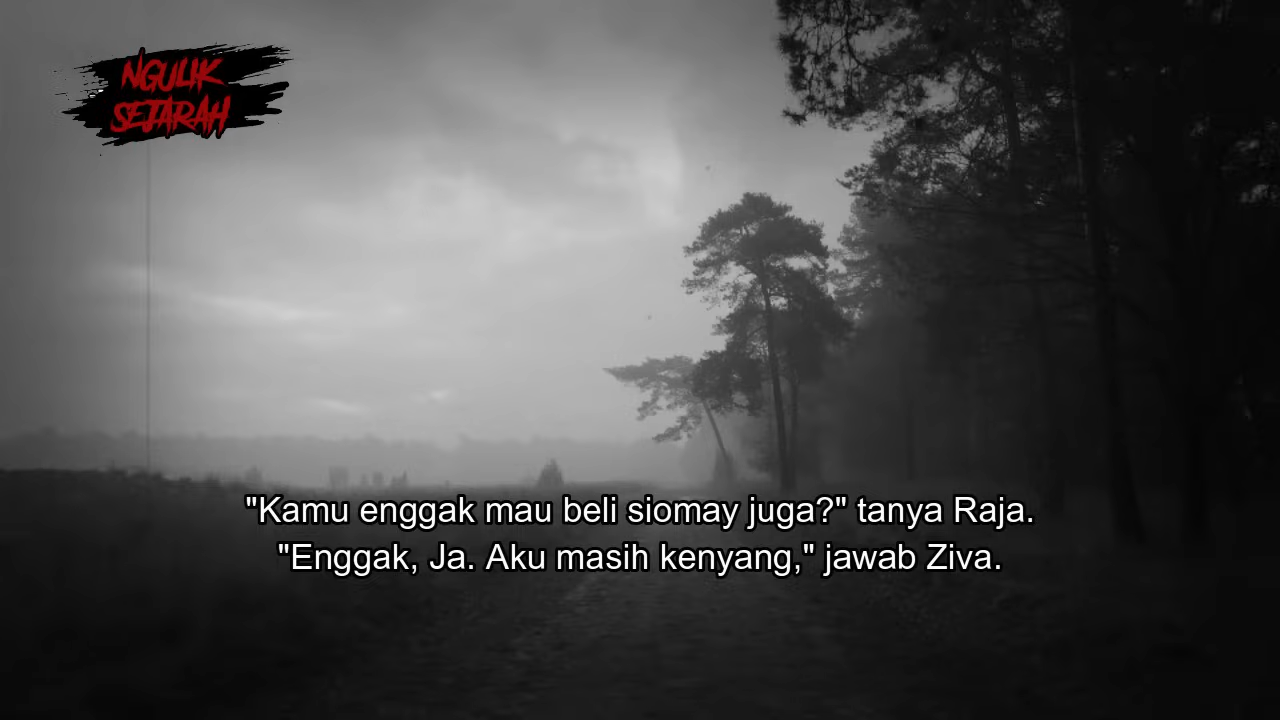 NGULIK
SEJARAH
"Kamu enggak mau beli siomay juga?" tanya Raja.
"Enggak, Ja. Aku masih kenyang," jawab Ziva.